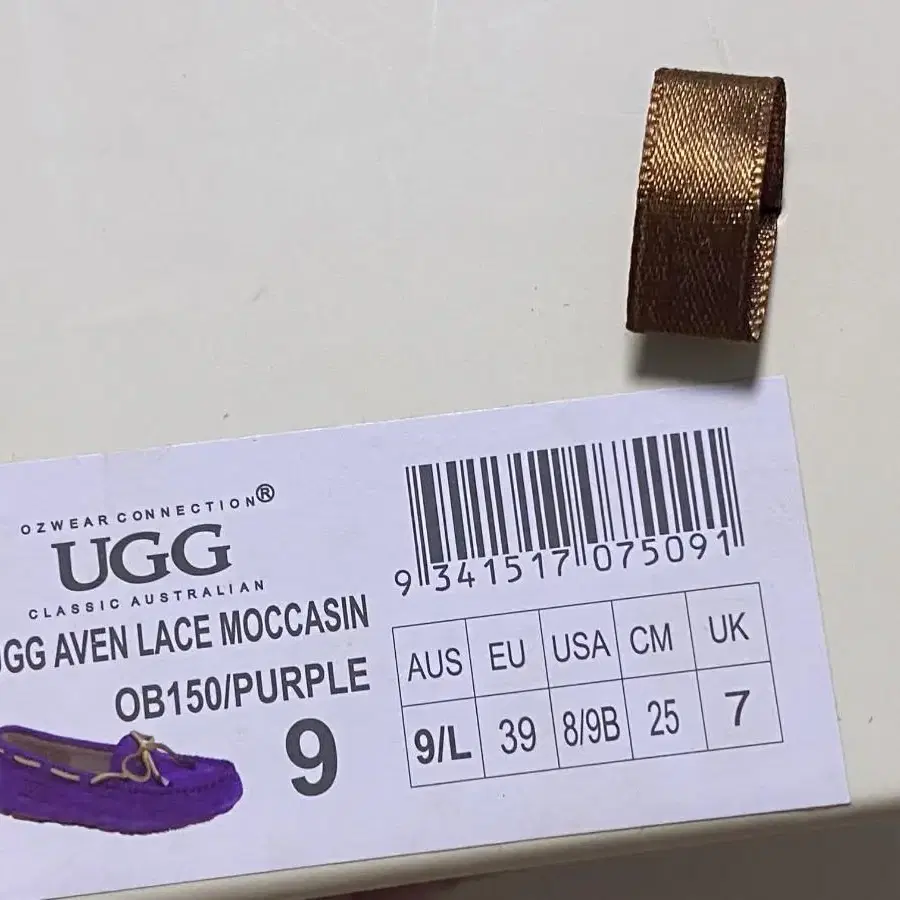 OZWEAR CONNECTION®
UGG
CLASSIC AUSTRALIAN
UGG AVEN LACE MOCCASIN
OB150/PURPLE
9
9 341517 075091
AUS EU USA CM UK
9/L 39 8/9B 25 7